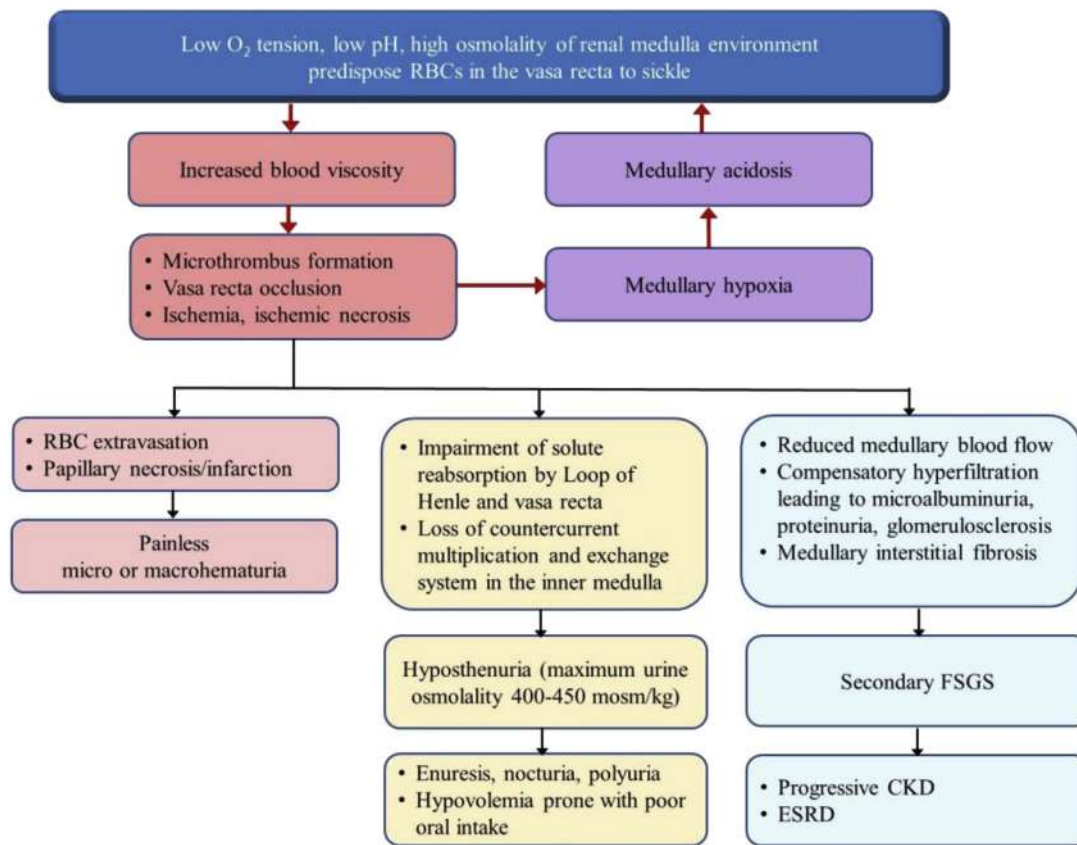 Low O₂ tension, low pH, high osmolality of renal medulla environment
predispose RBCs in the vasa recta to sickle
Increased blood viscosity
Medullary acidosis
• Microthrombus formation
• Vasa recta occlusion
• Ischemia, ischemic necrosis
Medullary hypoxia
• RBC extravasation
• Papillary necrosis/infarction
Painless
micro or macrohematuria
• Impairment of solute
reabsorption by Loop of
Henle and vasa recta
• Loss of countercurrent
multiplication and exchange
system in the inner medulla
Hyposthenuria (maximum urine
osmolality 400-450 mosm/kg)
• Enuresis, nocturia, polyuria
• Hypovolemia prone with poor
oral intake
• Reduced medullary blood flow
• Compensatory hyperfiltration
leading to microalbuminuria,
proteinuria, glomerulosclerosis
• Medullary interstitial fibrosis
Secondary FSGS
• Progressive CKD
• ESRD